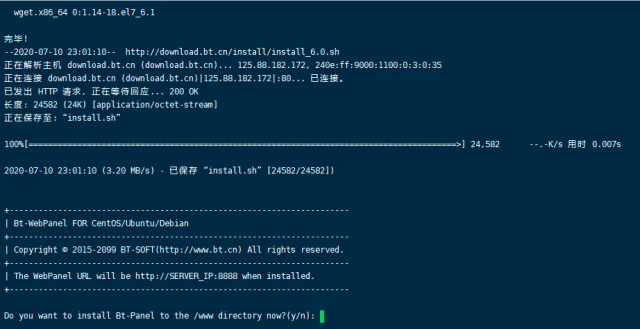 wget.x86_64 0:1.14-18.el7_6.1
完毕！
--2020-07-10 23:01:10--  http://download.bt.cn/install/install_6.0.sh
正在解析主机 download.bt.cn (download.bt.cn)... 125.88.182.172, 240e:ff:9000:1100:0:3:0:35
正在连接 download.bt.cn (download.bt.cn)|125.88.182.172|:80... 已连接。
已发出 HTTP 请求，正在等待回应... 200 OK
长度：24582 (24K) [application/octet-stream]
正在保存至: “install.sh”
100%[======================================================================================>] 24,582      --.-K/s 用时 0.007s
2020-07-10 23:01:10 (3.20 MB/s) - 已保存 “install.sh” [24582/24582])
+----------------------------------------------------------------------
| Bt-WebPanel FOR CentOS/Ubuntu/Debian
+----------------------------------------------------------------------
| Copyright © 2015-2099 BT-SOFT(http://www.bt.cn) All rights reserved.
+----------------------------------------------------------------------
| The WebPanel URL will be http://SERVER_IP:8888 when installed.
+----------------------------------------------------------------------
Do you want to install Bt-Panel to the /www directory now?(y/n):